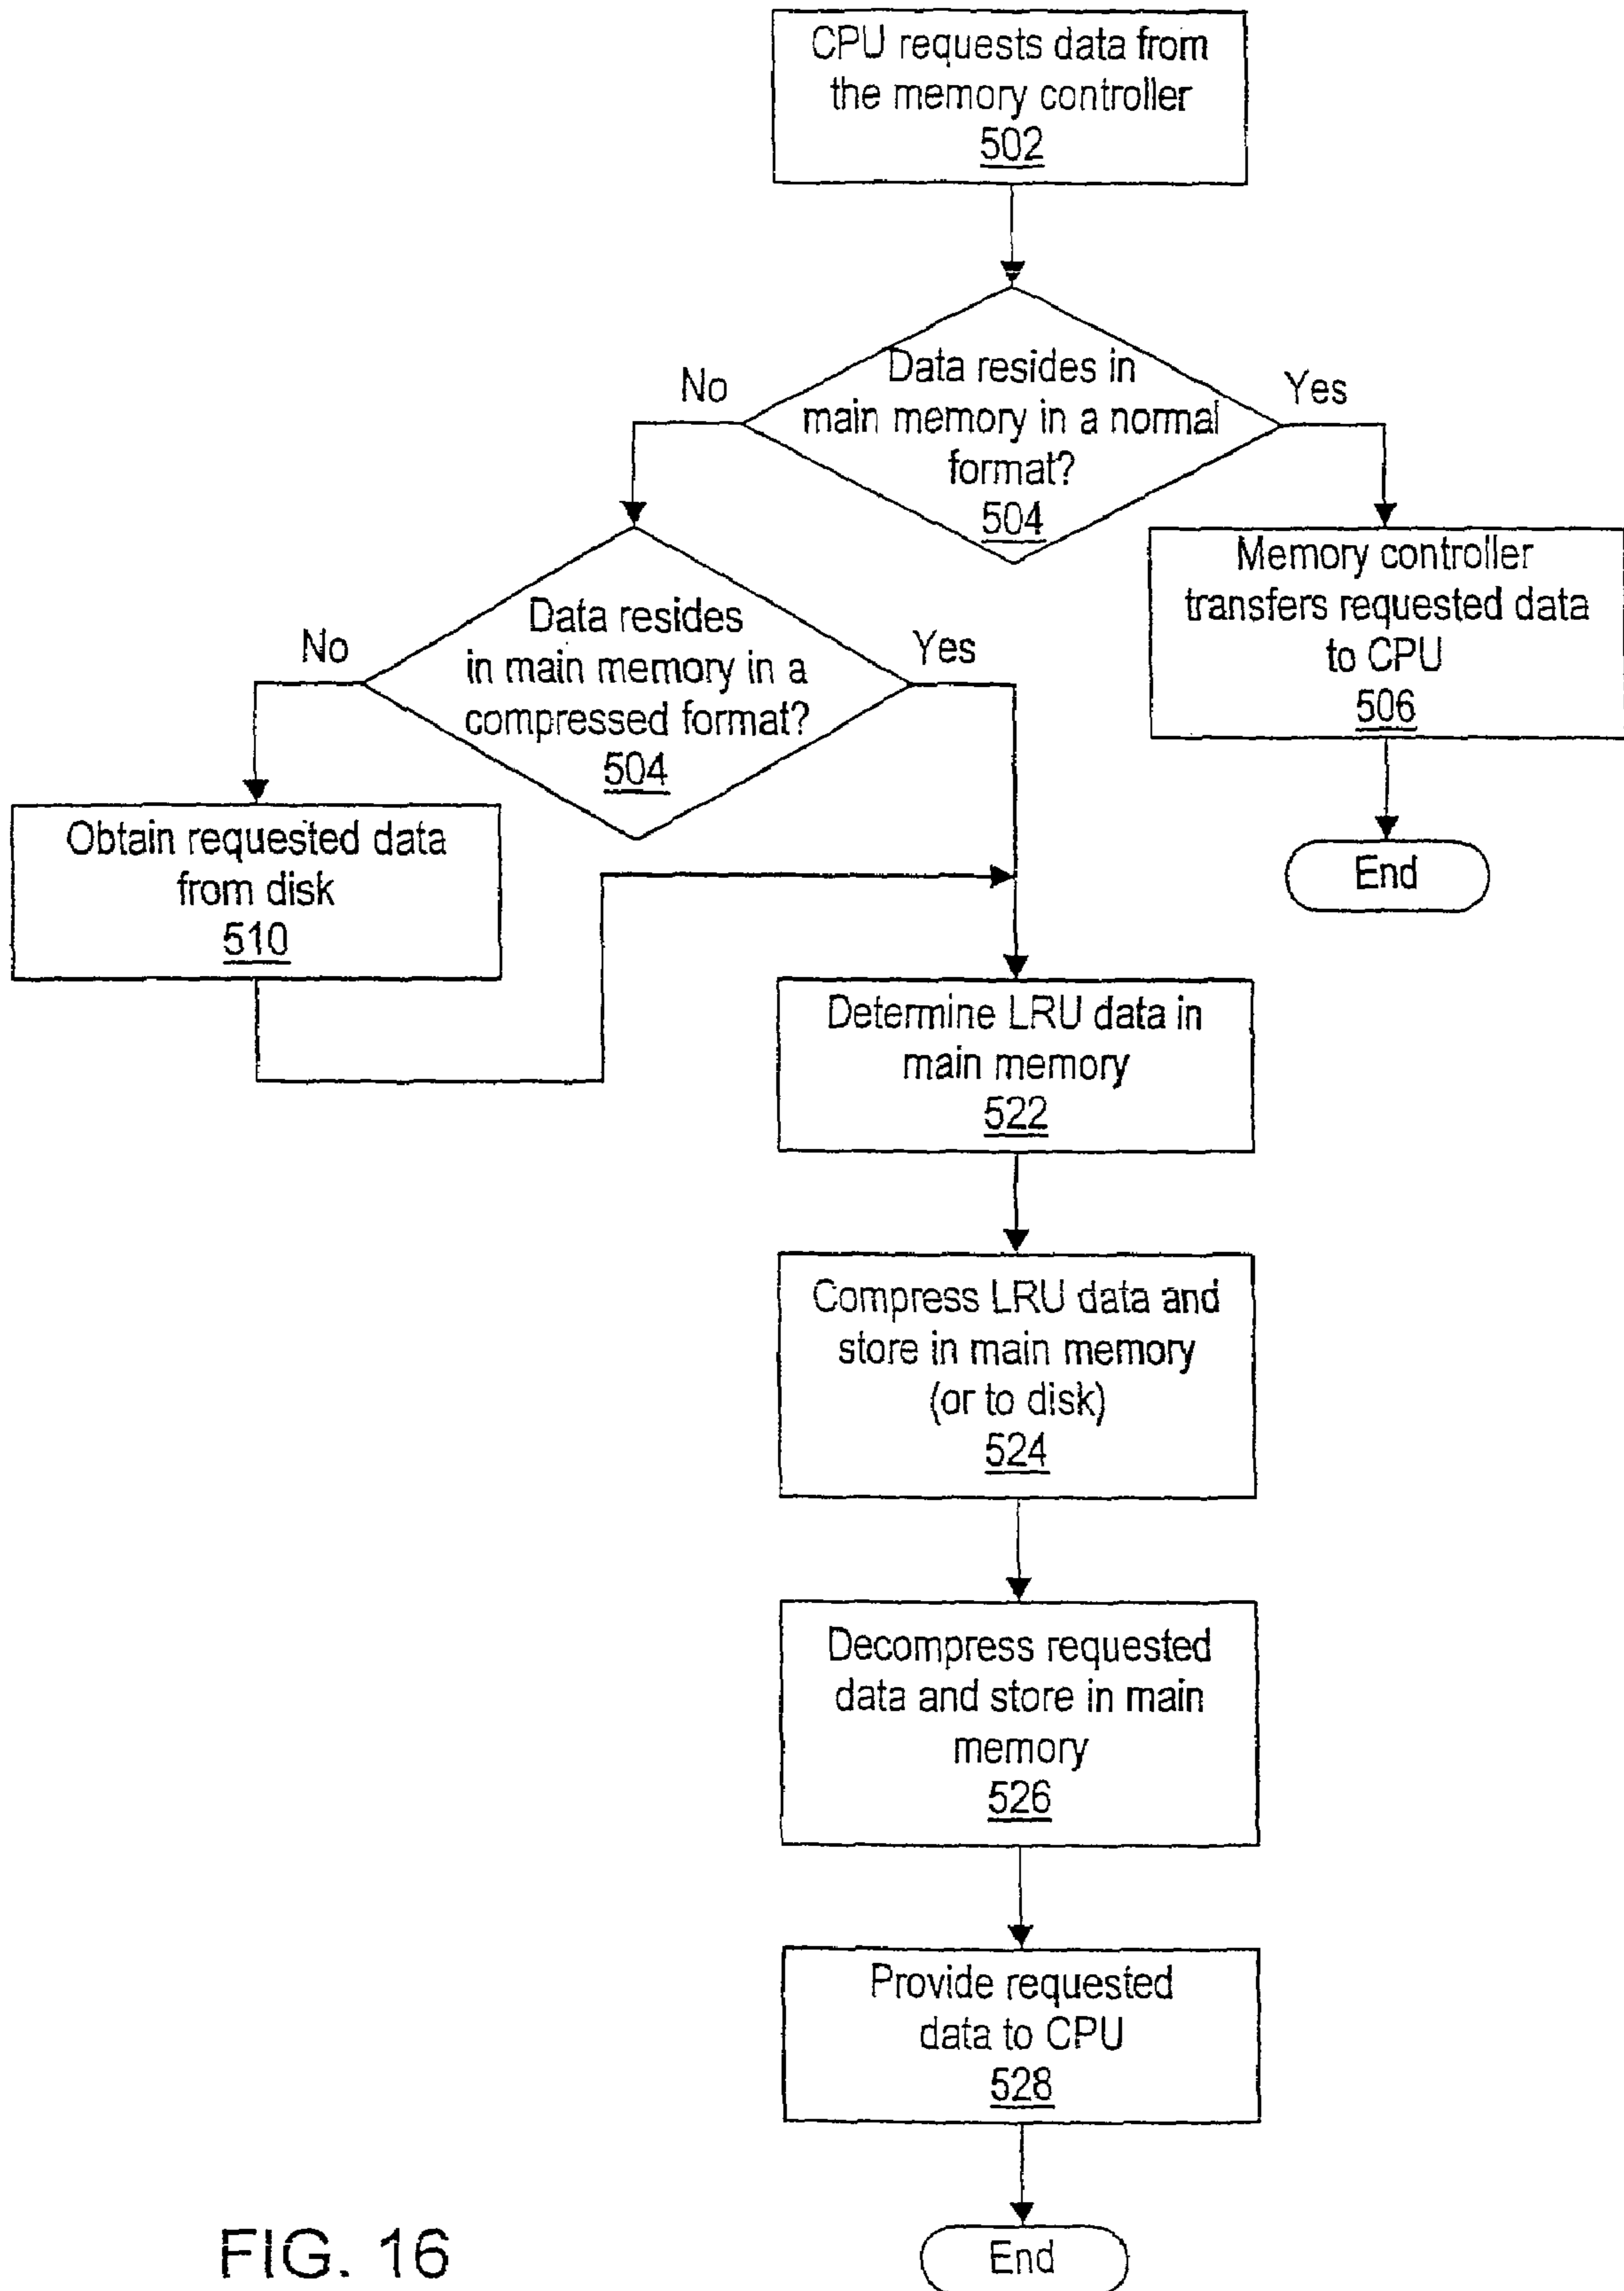 CPU requests data from
the memory controller
502
Data resides in
main memory in a normal
format?
504
No
Yes
Memory controller
transfers requested data
to CPU
506
End
Data resides
in main memory in a
compressed format?
504
No
Yes
Obtain requested data
from disk
510
Determine LRU data in
main memory
522
Compress LRU data and
store in main memory
(or to disk)
524
Decompress requested
data and store in main
memory
526
Provide requested
data to CPU
528
End
FIG. 16